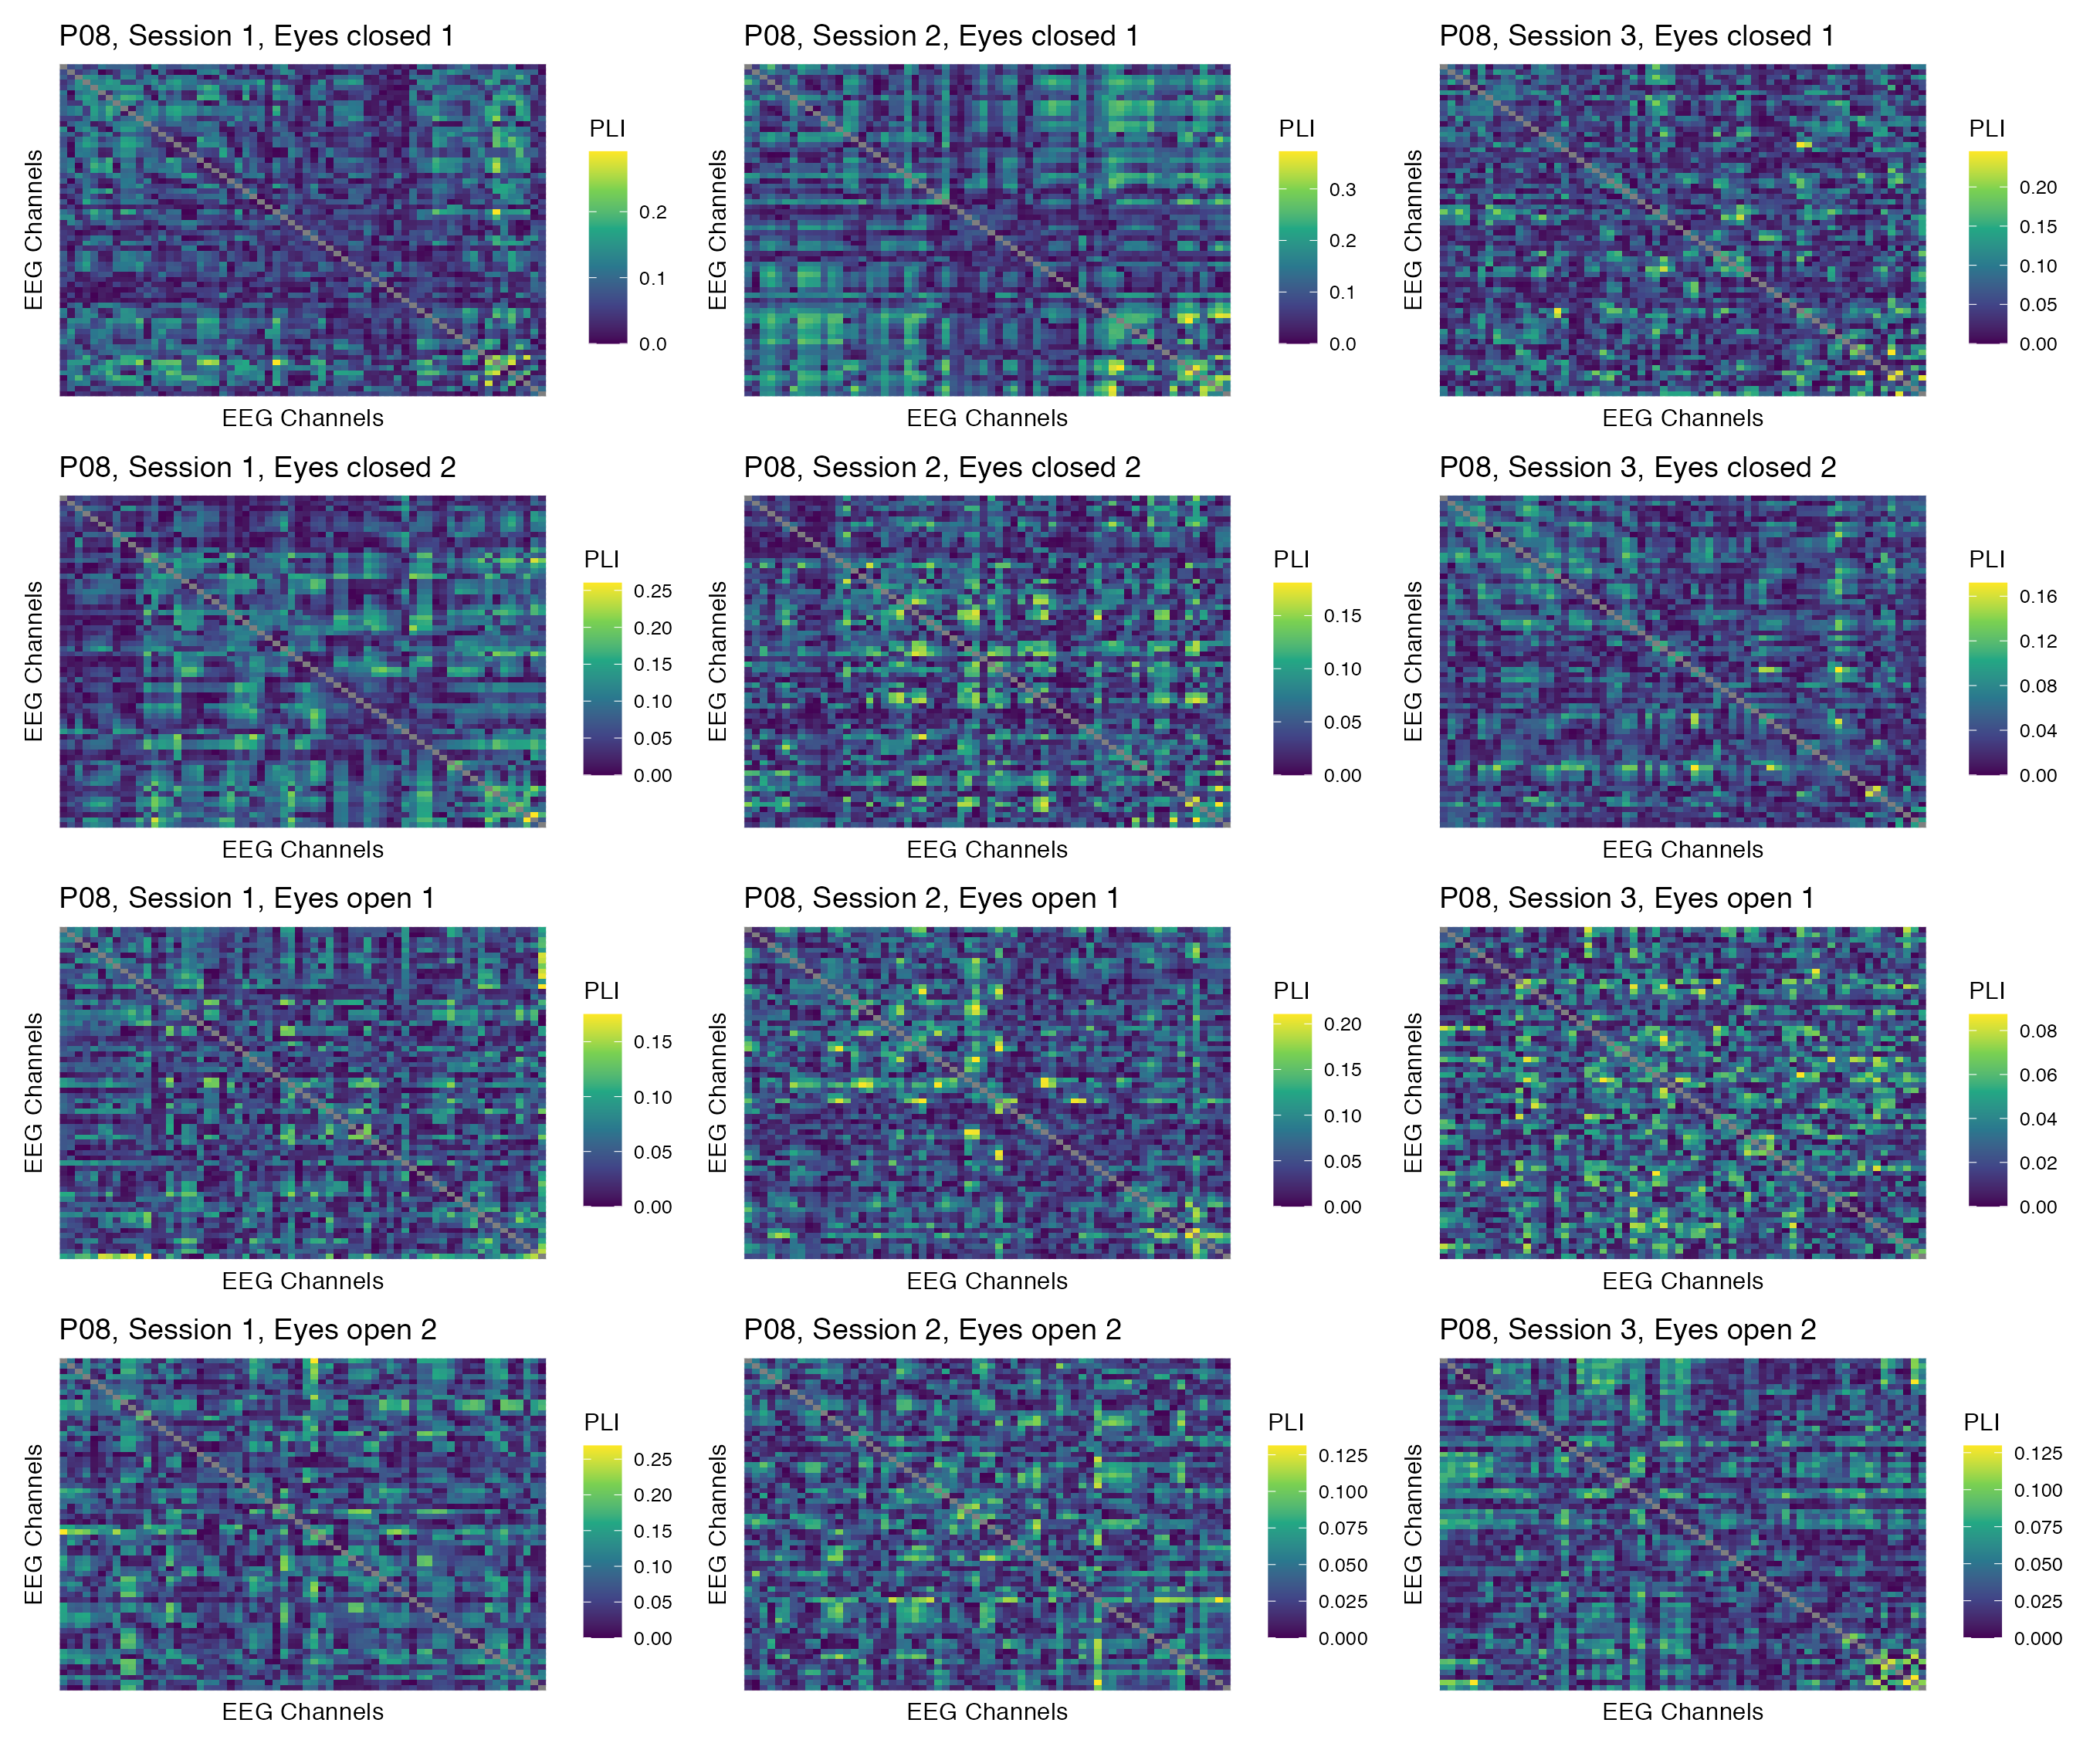 P08, Session 1, Eyes closed 1
EEG Channels
EEG Channels
PLI
0.2
0.1
0.0
P08, Session 2, Eyes closed 1
EEG Channels
EEG Channels
PLI
0.3
0.2
0.1
0.0
P08, Session 3, Eyes closed 1
EEG Channels
EEG Channels
PLI
0.20
0.15
0.10
0.05
0.00
P08, Session 1, Eyes closed 2
EEG Channels
EEG Channels
PLI
0.25
0.20
0.15
0.10
0.05
0.00
P08, Session 2, Eyes closed 2
EEG Channels
EEG Channels
PLI
0.15
0.10
0.05
0.00
P08, Session 3, Eyes closed 2
EEG Channels
EEG Channels
PLI
0.16
0.12
0.08
0.04
0.00
P08, Session 1, Eyes open 1
EEG Channels
EEG Channels
PLI
0.15
0.10
0.05
0.00
P08, Session 2, Eyes open 1
EEG Channels
EEG Channels
PLI
0.20
0.15
0.10
0.05
0.00
P08, Session 3, Eyes open 1
EEG Channels
EEG Channels
PLI
0.08
0.06
0.04
0.02
0.00
P08, Session 1, Eyes open 2
EEG Channels
EEG Channels
PLI
0.25
0.20
0.15
0.10
0.05
0.00
P08, Session 2, Eyes open 2
EEG Channels
EEG Channels
PLI
0.125
0.100
0.075
0.050
0.025
0.000
P08, Session 3, Eyes open 2
EEG Channels
EEG Channels
PLI
0.125
0.100
0.075
0.050
0.025
0.000